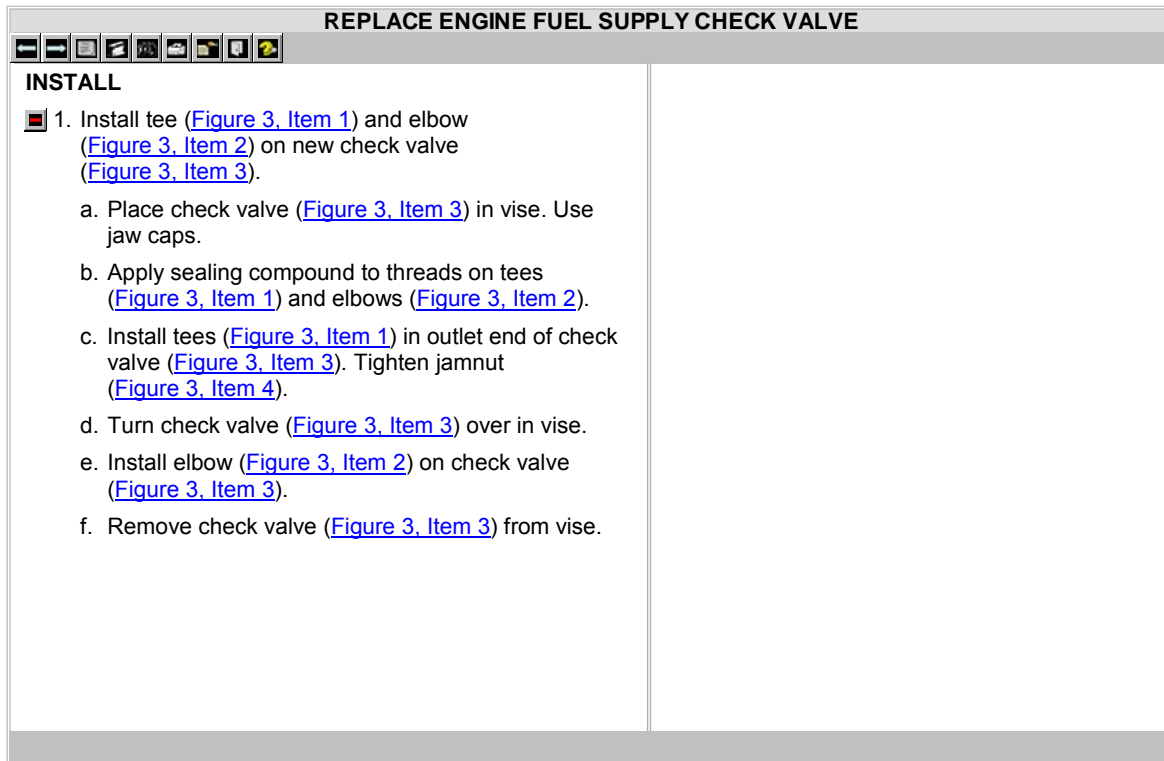 REPLACE ENGINE FUEL SUPPLY CHECK VALVE
INSTALL
1. Install tee (Figure 3, Item 1) and elbow
(Figure 3, Item 2) on new check valve
(Figure 3, Item 3).
a. Place check valve (Figure 3, Item 3) in vise. Use
jaw caps.
b. Apply sealing compound to threads on tees
(Figure 3, Item 1) and elbows (Figure 3, Item 2).
c. Install tees (Figure 3, Item 1) in outlet end of check
valve (Figure 3, Item 3). Tighten jamnut
(Figure 3, Item 4).
d. Turn check valve (Figure 3, Item 3) over in vise.
e. Install elbow (Figure 3, Item 2) on check valve
(Figure 3, Item 3).
f. Remove check valve (Figure 3, Item 3) from vise.